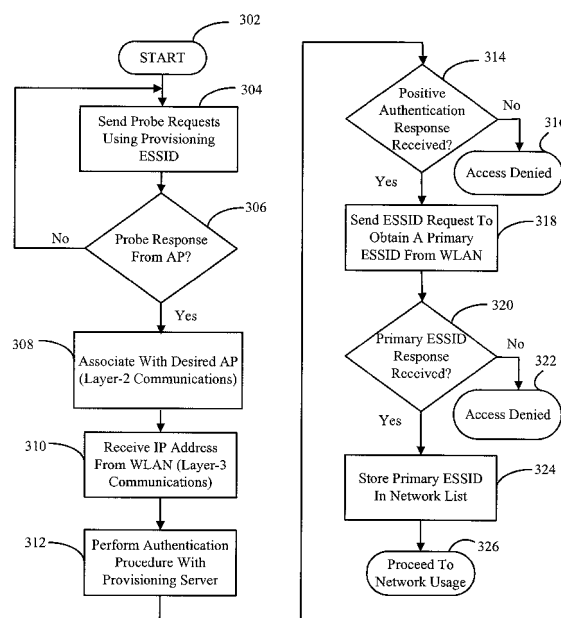 302
START
304
Send Probe Requests
Using Provisioning
ESSID
306
No
Probe Response
From AP?
Yes
308
Associate With Desired AP
(Layer-2 Communications)
310
Receive IP Address
From WLAN (Layer-3
Communications)
312
Perform Authentication
Procedure With
Provisioning Server
314
Positive
Authentication
Response
Received?
No
316
Access Denied
Yes
Send ESSID Request To
Obtain A Primary
ESSID From WLAN
318
320
Primary ESSID
Response
Received?
No
322
Access Denied
Yes
324
Store Primary ESSID
In Network List
326
Proceed To
Network Usage